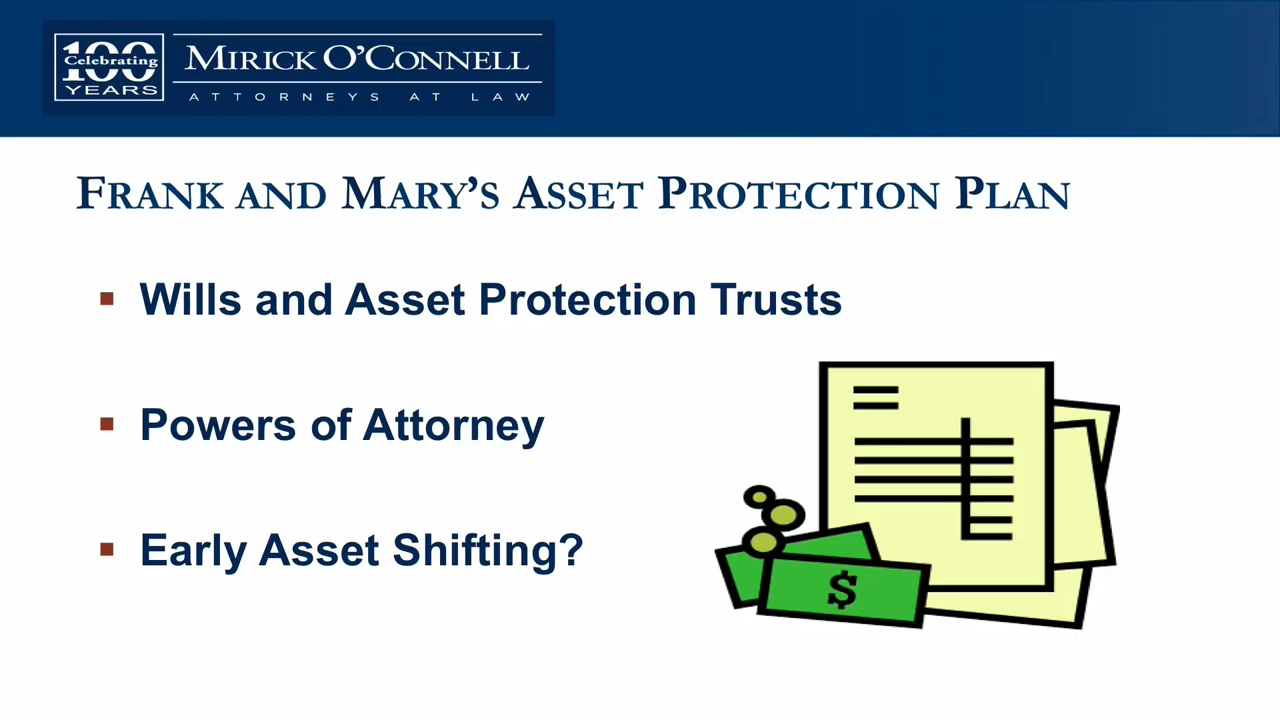 Celebrating
100
YEARS
MIRICK O'CONNELL
ATTORNEYS AT LAW
FRANK AND MARY'S ASSET PROTECTION PLAN
Wills and Asset Protection Trusts
Powers of Attorney
Early Asset Shifting?
$